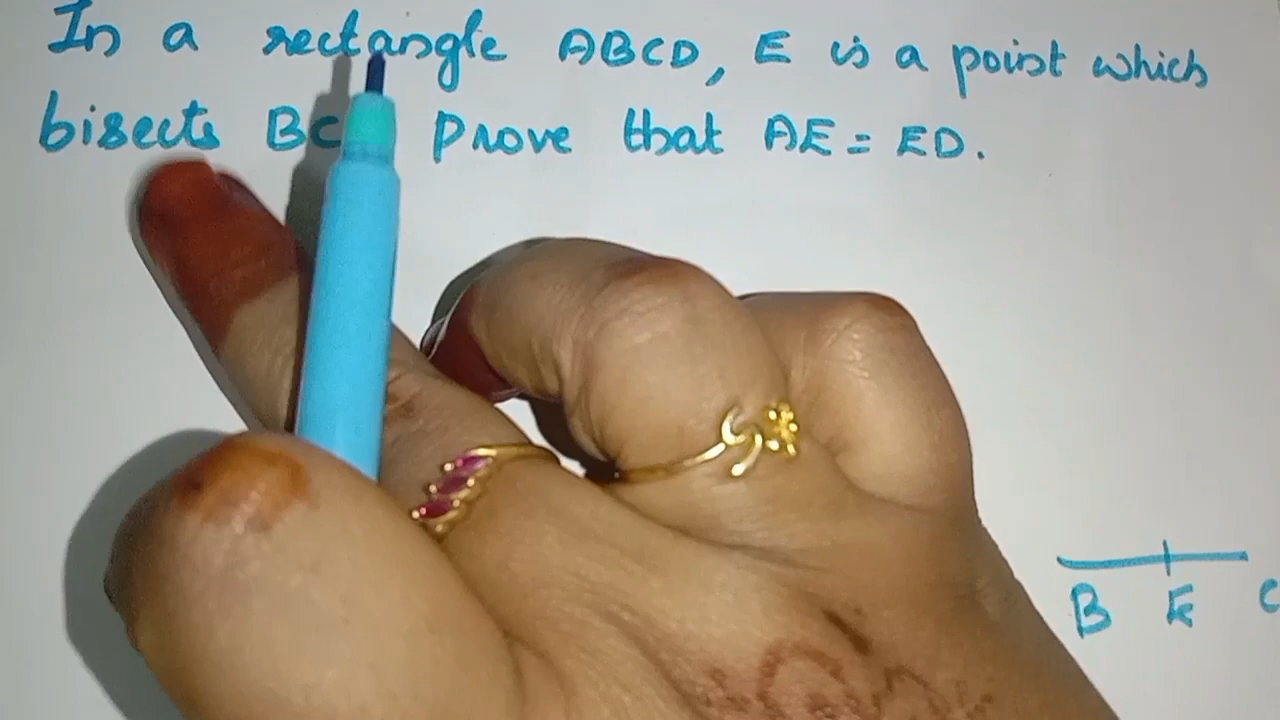 In a rectangle ABCD, E is a point which
bisects BC Prove that AE = ED.
B E C